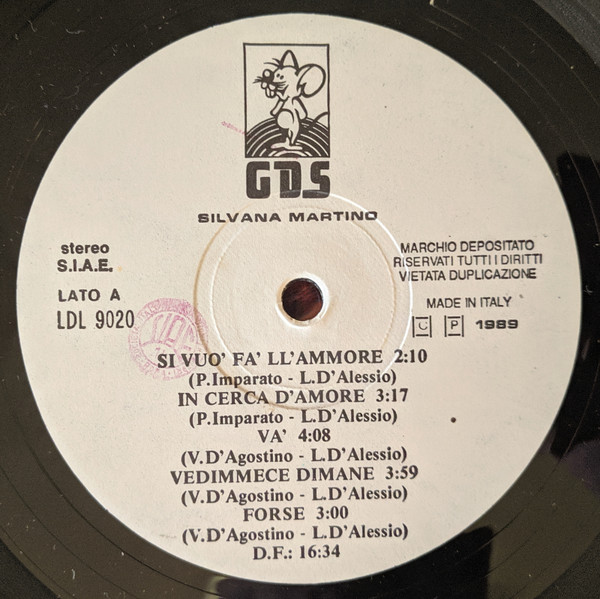 GDS
SILVANA MARTINO
stereo
S.I.A.E.
LATO A
LDL 9020
MARCHIO DEPOSITATO
RISERVATI TUTTI I DIRITTI
VIETATA DUPLICAZIONE
MADE IN ITALY
C P 1989
SI VUO' FA' LL'AMMORE 2:10
(P.Imparato - L.D'Alessio)
IN CERCA D'AMORE 3:17
(P.Imparato - L.D'Alessio)
VA' 4:08
(V.D'Agostino - L.D'Alessio)
VEDIMMECE DIMANE 3:59
(V.D'Agostino - L.D'Alessio)
FORSE 3:00
(V.D'Agostino - L.D'Alessio)
D.F.: 16:34